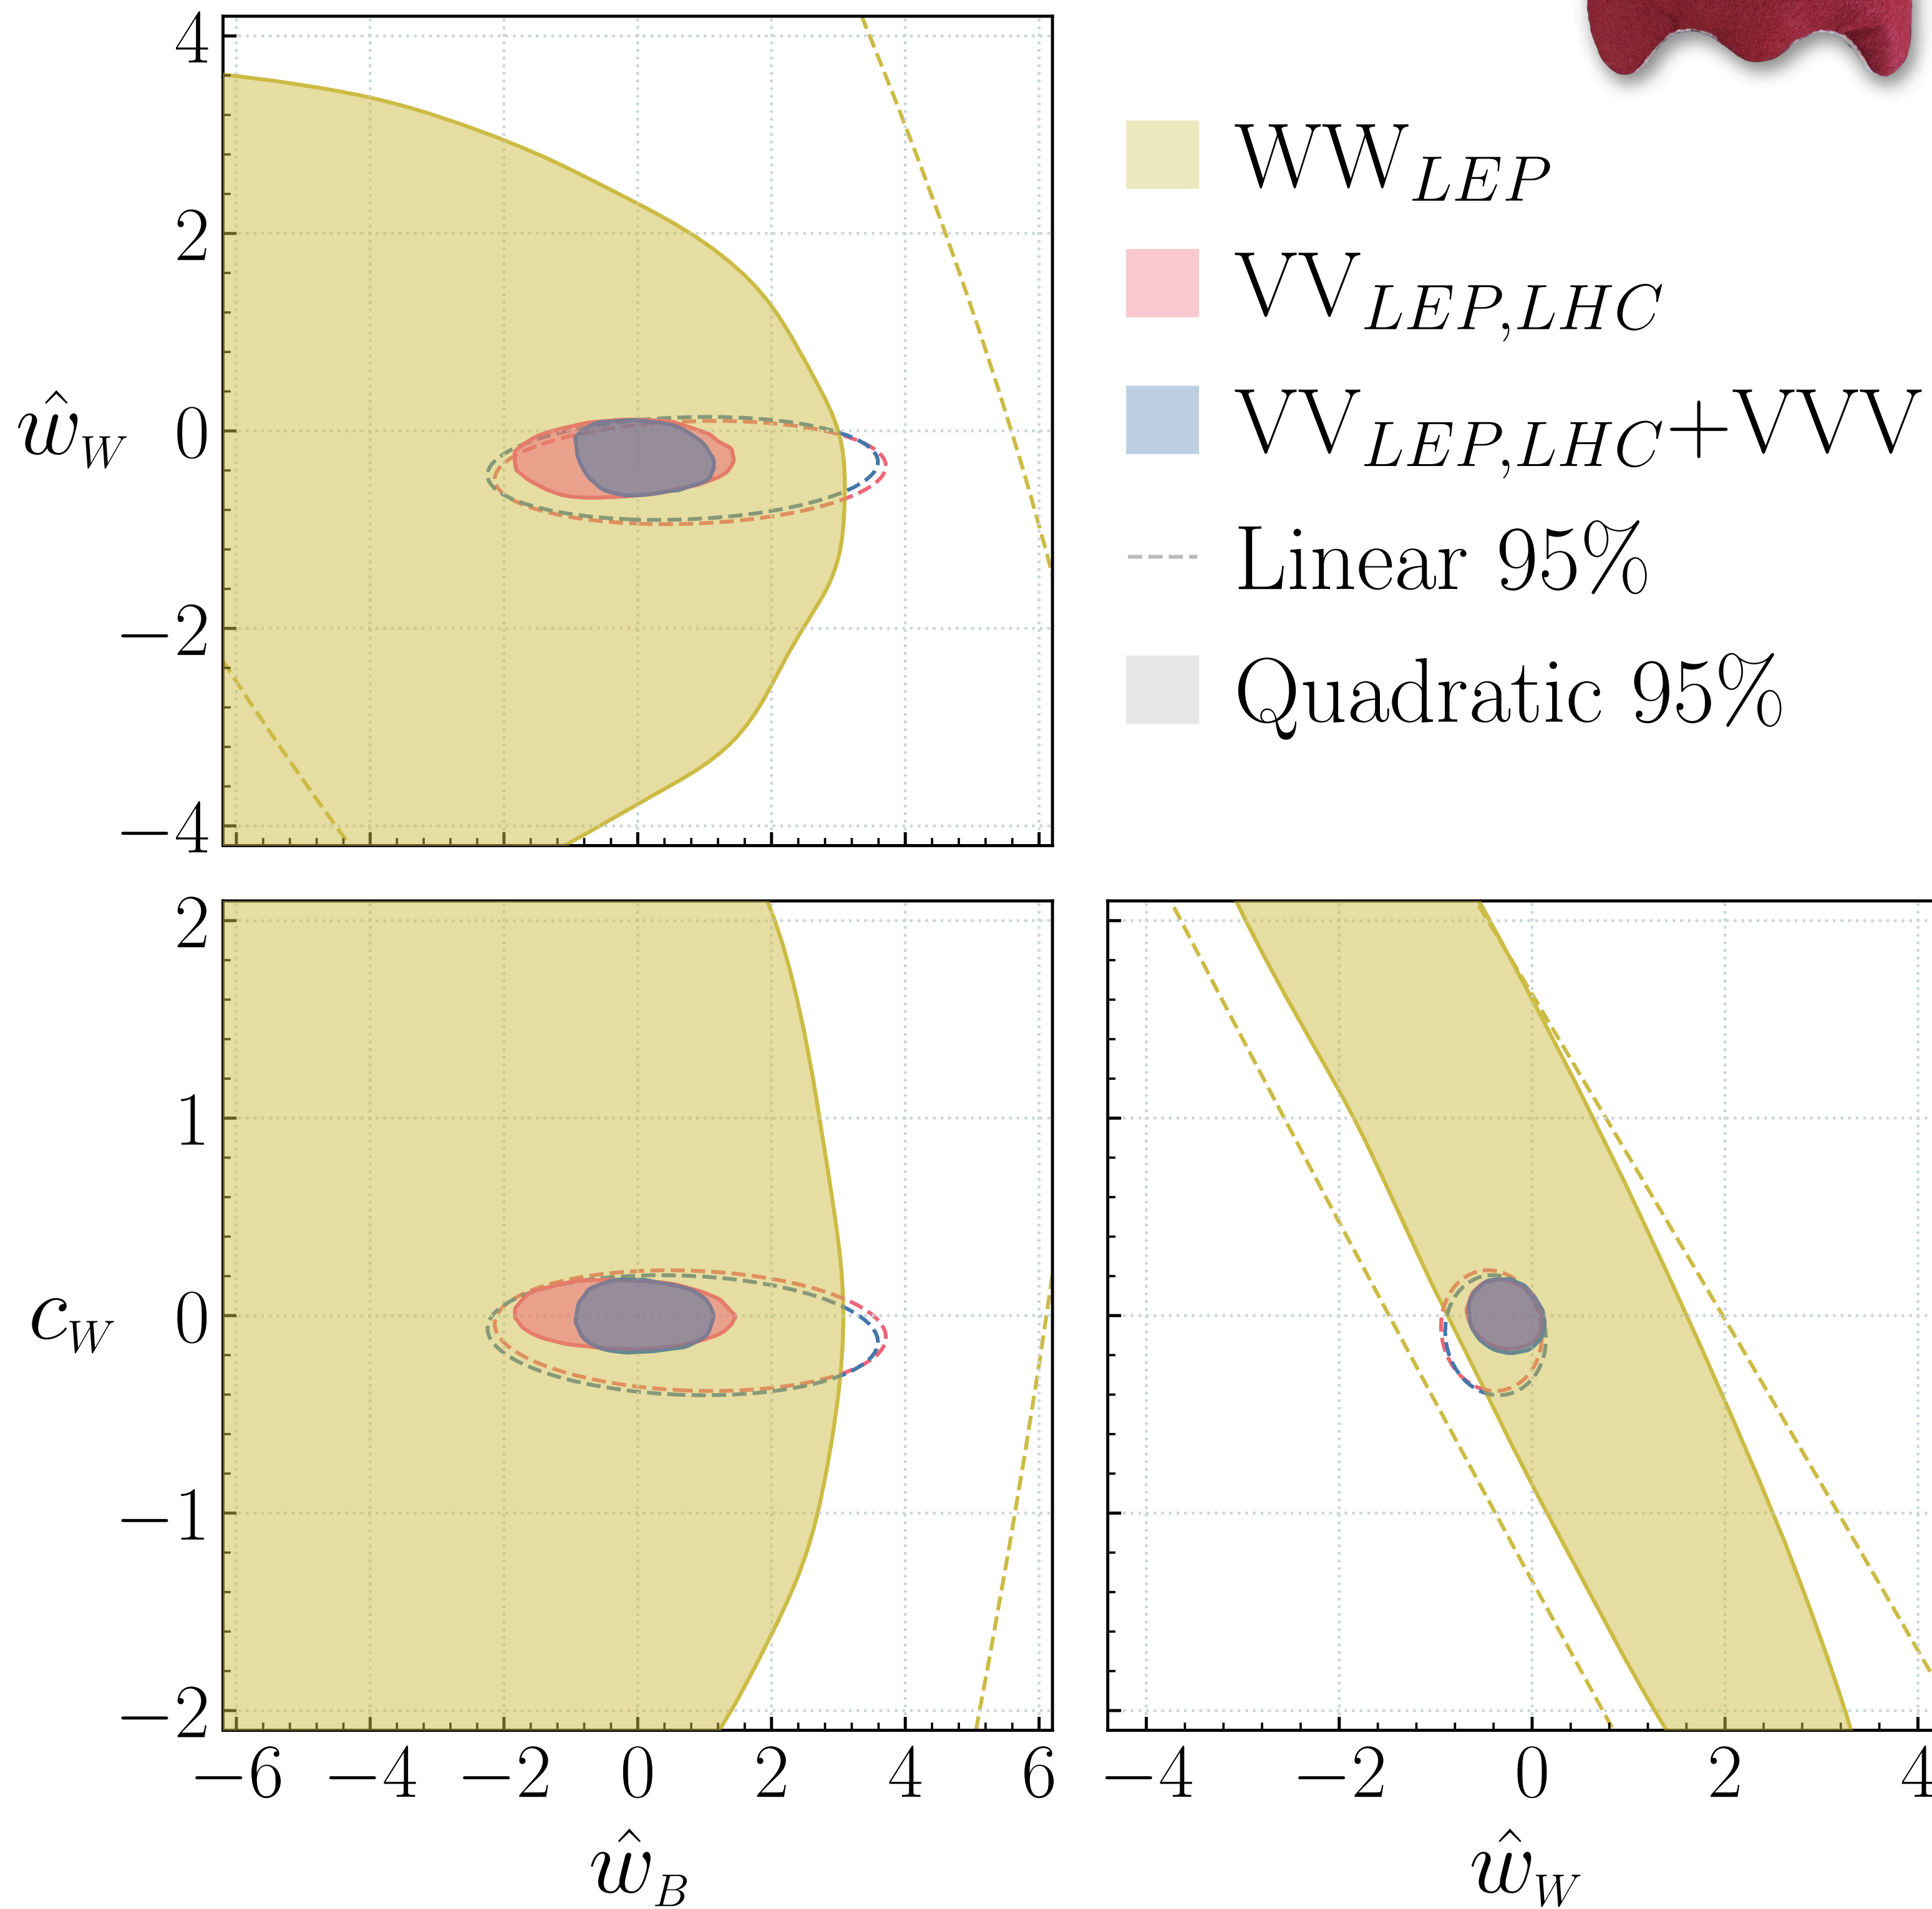 4
2
0
−2
−4
ŵ_W
WW_LEP
VV_LEP,LHC
VV_LEP,LHC+VVV
Linear 95%
Quadratic 95%
2
1
0
−1
−2
c_W
−6 −4 −2 0 2 4 6
ŵ_B
−4 −2 0 2 4
ŵ_W